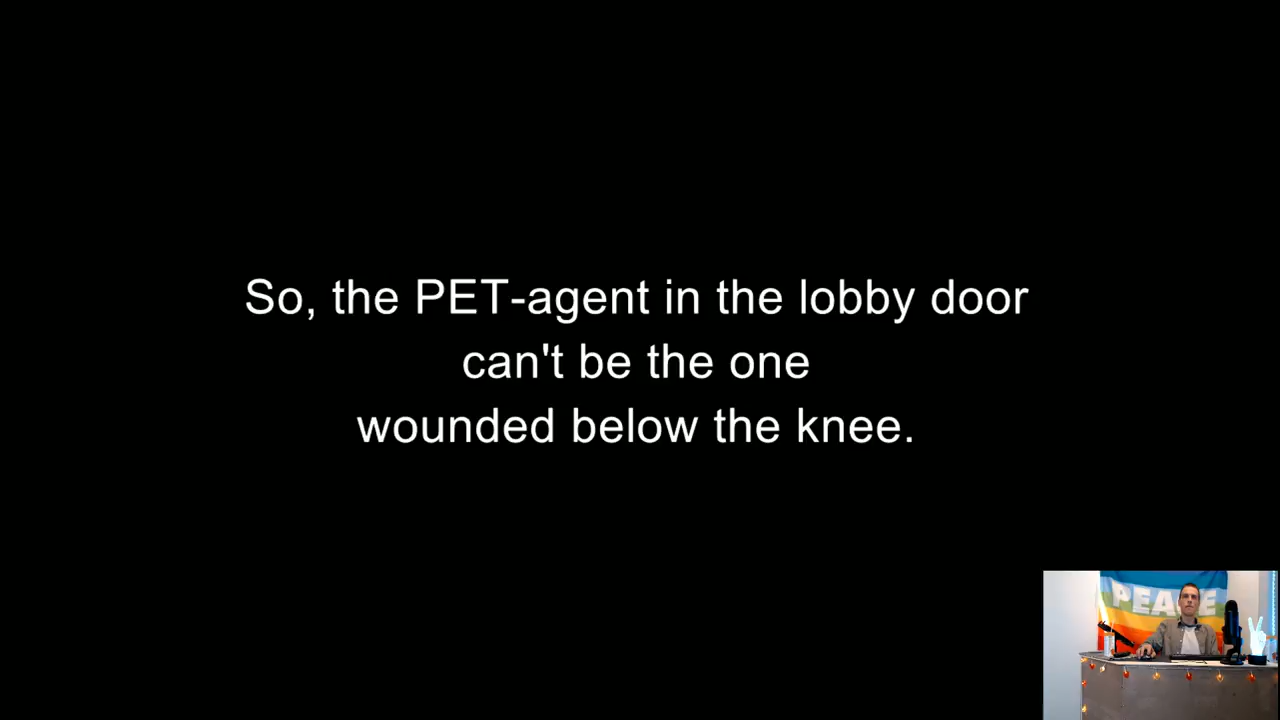 So, the PET-agent in the lobby door
can't be the one
wounded below the knee.
PEACE